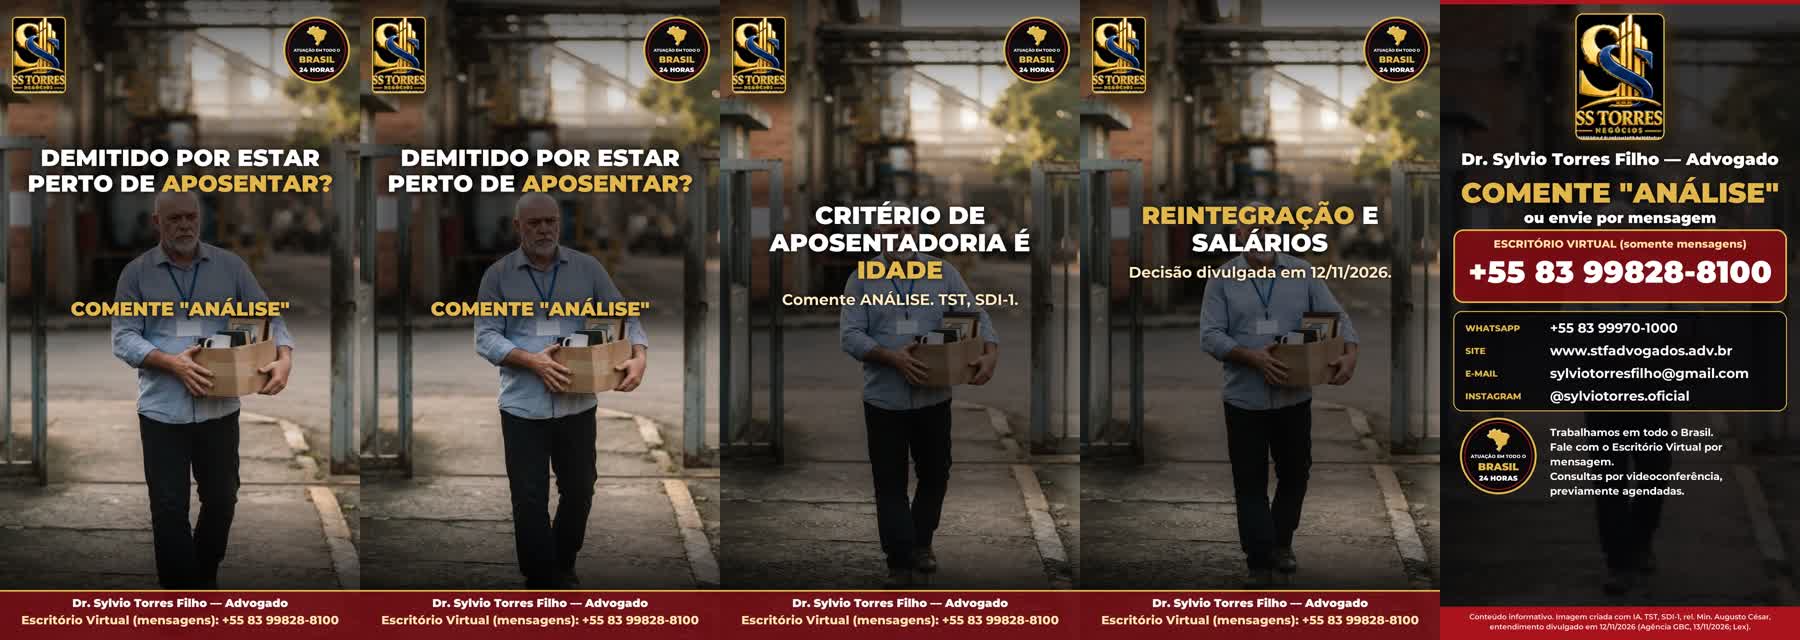 SS TORRES
NEGÓCIOS
ATUAÇÃO EM TODO O
BRASIL
24 HORAS
DEMITIDO POR ESTAR
PERTO DE APOSENTAR?
COMENTE "ANÁLISE"
Dr. Sylvio Torres Filho — Advogado
Escritório Virtual (mensagens): +55 83 99828-8100
SS TORRES
NEGÓCIOS
ATUAÇÃO EM TODO O
BRASIL
24 HORAS
DEMITIDO POR ESTAR
PERTO DE APOSENTAR?
COMENTE "ANÁLISE"
Dr. Sylvio Torres Filho — Advogado
Escritório Virtual (mensagens): +55 83 99828-8100
SS TORRES
NEGÓCIOS
ATUAÇÃO EM TODO O
BRASIL
24 HORAS
CRITÉRIO DE
APOSENTADORIA É
IDADE
Comente ANÁLISE. TST, SDI-1.
Dr. Sylvio Torres Filho — Advogado
Escritório Virtual (mensagens): +55 83 99828-8100
SS TORRES
NEGÓCIOS
ATUAÇÃO EM TODO O
BRASIL
24 HORAS
REINTEGRAÇÃO E
SALÁRIOS
Decisão divulgada em 12/11/2026.
Dr. Sylvio Torres Filho — Advogado
Escritório Virtual (mensagens): +55 83 99828-8100
SS TORRES
NEGÓCIOS
Dr. Sylvio Torres Filho — Advogado
COMENTE "ANÁLISE"
ou envie por mensagem
ESCRITÓRIO VIRTUAL (somente mensagens)
+55 83 99828-8100
WHATSAPP +55 83 99970-1000
SITE www.stfadvogados.adv.br
E-MAIL sylviotorresfilho@gmail.com
INSTAGRAM @sylviotorres.oficial
ATUAÇÃO EM TODO O
BRASIL
24 HORAS
Trabalhamos em todo o Brasil.
Fale com o Escritório Virtual por
mensagem.
Consultas por videoconferência,
previamente agendadas.
Conteúdo informativo. Imagem criada com IA. TST, SDI-1, rel. Min. Augusto César,
entendimento divulgado em 12/11/2026 (Agência GBC, 13/11/2026; Lex).